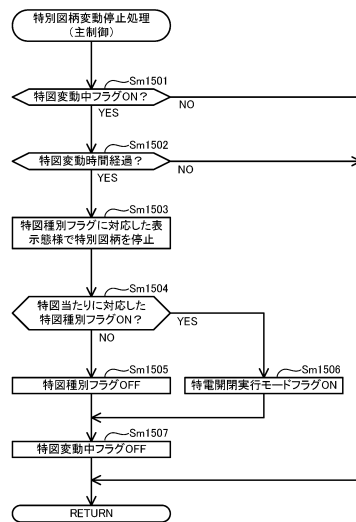 特別図柄変動停止処理
（主制御）
Sm1501
特図変動中フラグON？
NO
YES
Sm1502
特図変動時間経過？
NO
YES
Sm1503
特図種別フラグに対応した表
示態様で特別図柄を停止
Sm1504
特図当たりに対応した
特図種別フラグON？
YES
NO
Sm1505
特図種別フラグOFF
Sm1506
特電開閉実行モードフラグON
Sm1507
特図変動中フラグOFF
RETURN